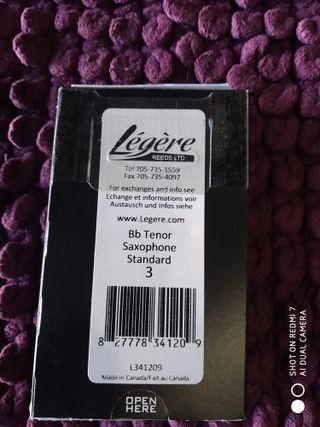 Légère
REEDS LTD
Tel 705-735-1559
Fax 705-735-4097
For exchanges and info see
Echange et informations voir
Austausch und Infos siehe
www.Legere.com
Bb Tenor
Saxophone
Standard
3
8 27778 34120 9
L341209
Made in Canada/Fait au Canada
OPEN
HERE
SHOT ON REDMI 7
AI DUAL CAMERA